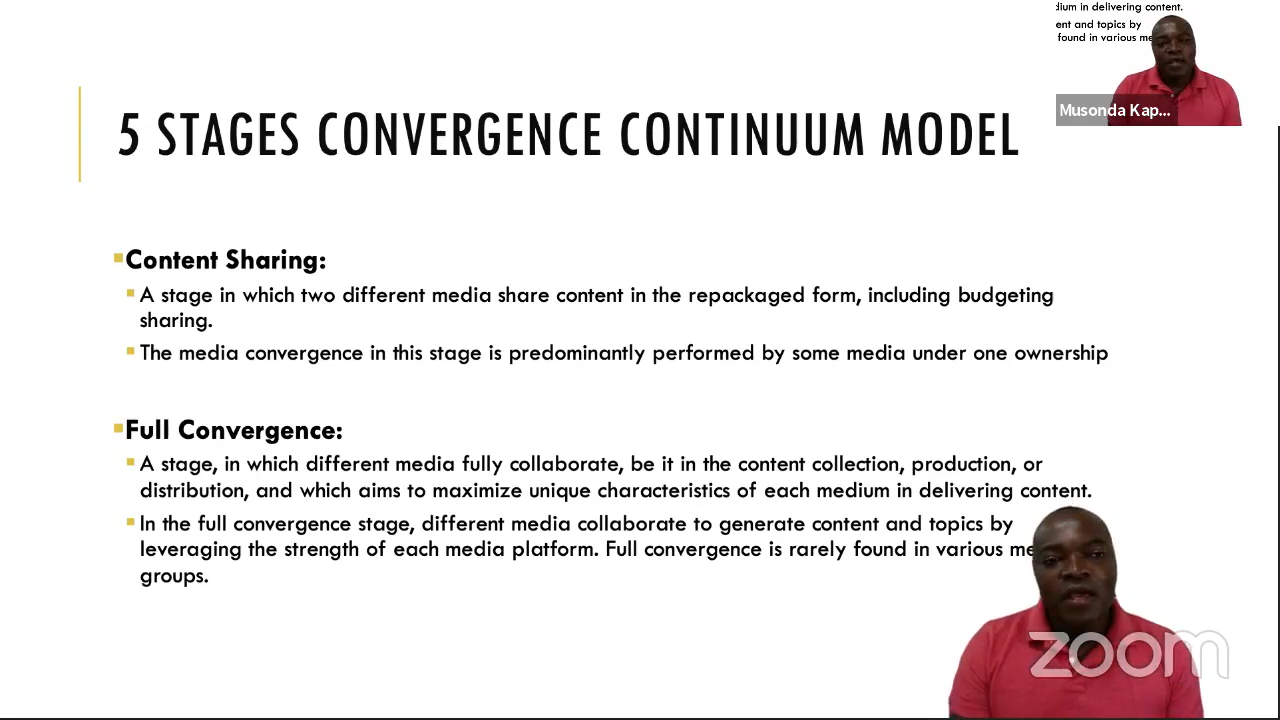 dium in delivering content.
ent and topics by
found in various me
Musonda Kap...
5 STAGES CONVERGENCE CONTINUUM MODEL
Content Sharing:
A stage in which two different media share content in the repackaged form, including budgeting
sharing.
The media convergence in this stage is predominantly performed by some media under one ownership
Full Convergence:
A stage, in which different media fully collaborate, be it in the content collection, production, or
distribution, and which aims to maximize unique characteristics of each medium in delivering content.
In the full convergence stage, different media collaborate to generate content and topics by
leveraging the strength of each media platform. Full convergence is rarely found in various me
groups.
zoom